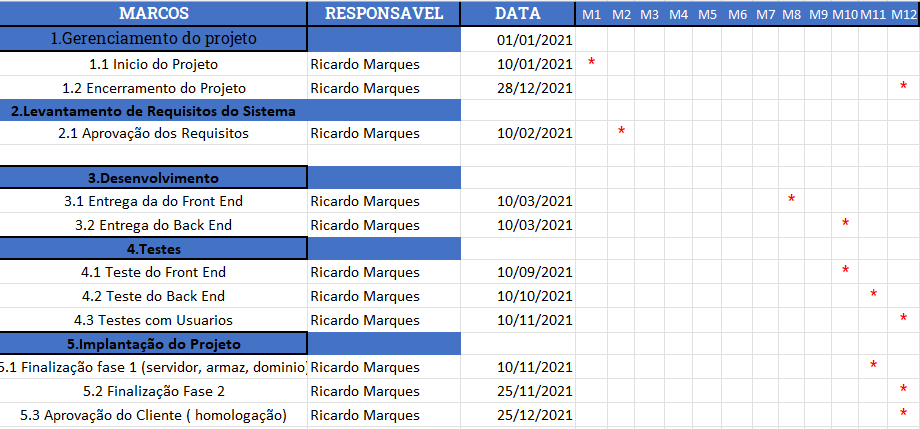 MARCOS RESPONSAVEL DATA M1 M2 M3 M4 M5 M6 M7 M8 M9 M10 M11 M12
1.Gerenciamento do projeto 01/01/2021
1.1 Inicio do Projeto Ricardo Marques 10/01/2021 *
1.2 Encerramento do Projeto Ricardo Marques 28/12/2021 *
2.Levantamento de Requisitos do Sistema
2.1 Aprovação dos Requisitos Ricardo Marques 10/02/2021 *
3.Desenvolvimento
3.1 Entrega da do Front End Ricardo Marques 10/03/2021 *
3.2 Entrega do Back End Ricardo Marques 10/03/2021 *
4.Testes
4.1 Teste do Front End Ricardo Marques 10/09/2021 *
4.2 Teste do Back End Ricardo Marques 10/10/2021 *
4.3 Testes com Usuarios Ricardo Marques 10/11/2021 *
5.Implantação do Projeto
5.1 Finalização fase 1 (servidor, armaz, dominio) Ricardo Marques 10/11/2021 *
5.2 Finalização Fase 2 Ricardo Marques 25/11/2021 *
5.3 Aprovação do Cliente ( homologação) Ricardo Marques 25/12/2021 *